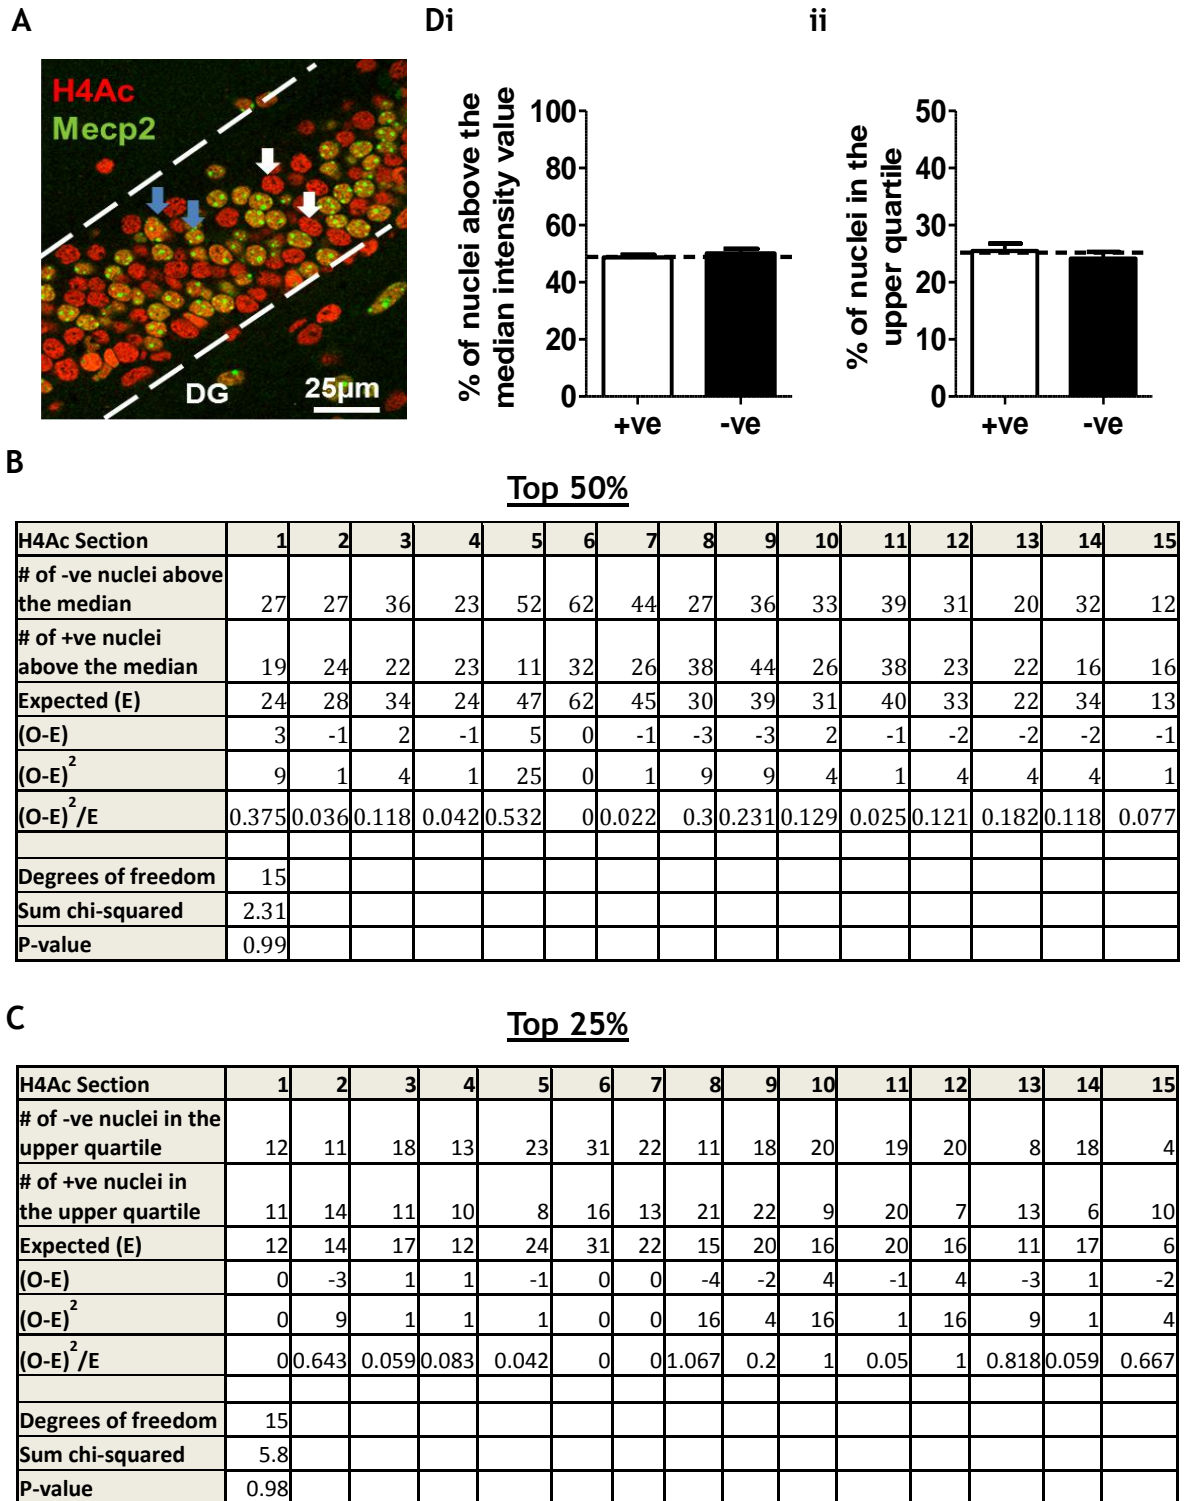 A
Di
ii
H4Ac
Mecp2
DG
25µm
% of nuclei above the
median intensity value
100
80
60
40
20
0
+ve
-ve
% of nuclei in the
upper quartile
50
40
30
20
10
0
+ve
-ve
B
Top 50%
H4Ac Section 1 2 3 4 5 6 7 8 9 10 11 12 13 14 15
# of -ve nuclei above
the median 27 27 36 23 52 62 44 27 36 33 39 31 20 32 12
# of +ve nuclei
above the median 19 24 22 23 11 32 26 38 44 26 38 23 22 16 16
Expected (E) 24 28 34 24 47 62 45 30 39 31 40 33 22 34 13
(O-E) 3 -1 2 -1 5 0 -1 -3 -3 2 -1 -2 -2 -2 -1
(O-E)² 9 1 4 1 25 0 1 9 9 4 1 4 4 4 1
(O-E)²/E 0.375 0.036 0.118 0.042 0.532 0 0.022 0.3 0.231 0.129 0.025 0.121 0.182 0.118 0.077
Degrees of freedom 15
Sum chi-squared 2.31
P-value 0.99
C
Top 25%
H4Ac Section 1 2 3 4 5 6 7 8 9 10 11 12 13 14 15
# of -ve nuclei in the
upper quartile 12 11 18 13 23 31 22 11 18 20 19 20 8 18 4
# of +ve nuclei in
the upper quartile 11 14 11 10 8 16 13 21 22 9 20 7 13 6 10
Expected (E) 12 14 17 12 24 31 22 15 20 16 20 16 11 17 6
(O-E) 0 -3 1 1 -1 0 0 -4 -2 4 -1 4 -3 1 -2
(O-E)² 0 9 1 1 1 0 0 16 4 16 1 16 9 1 4
(O-E)²/E 0 0.643 0.059 0.083 0.042 0 0 1.067 0.2 1 0.05 1 0.818 0.059 0.667
Degrees of freedom 15
Sum chi-squared 5.8
P-value 0.98